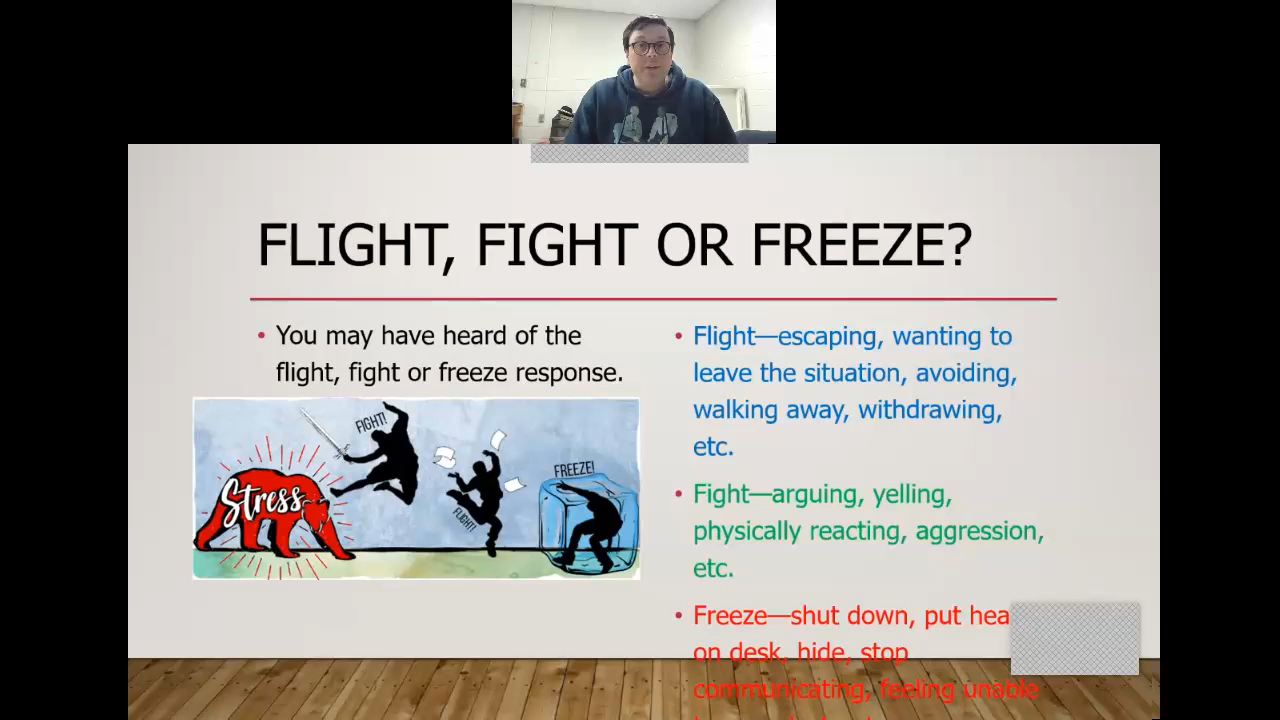 FLIGHT, FIGHT OR FREEZE?
• You may have heard of the
flight, fight or freeze response.
Stress
FIGHT!
FLIGHT!
FREEZE!
• Flight—escaping, wanting to
leave the situation, avoiding,
walking away, withdrawing,
etc.
• Fight—arguing, yelling,
physically reacting, aggression,
etc.
• Freeze—shut down, put hea
on desk, hide, stop
communicating, feeling unable